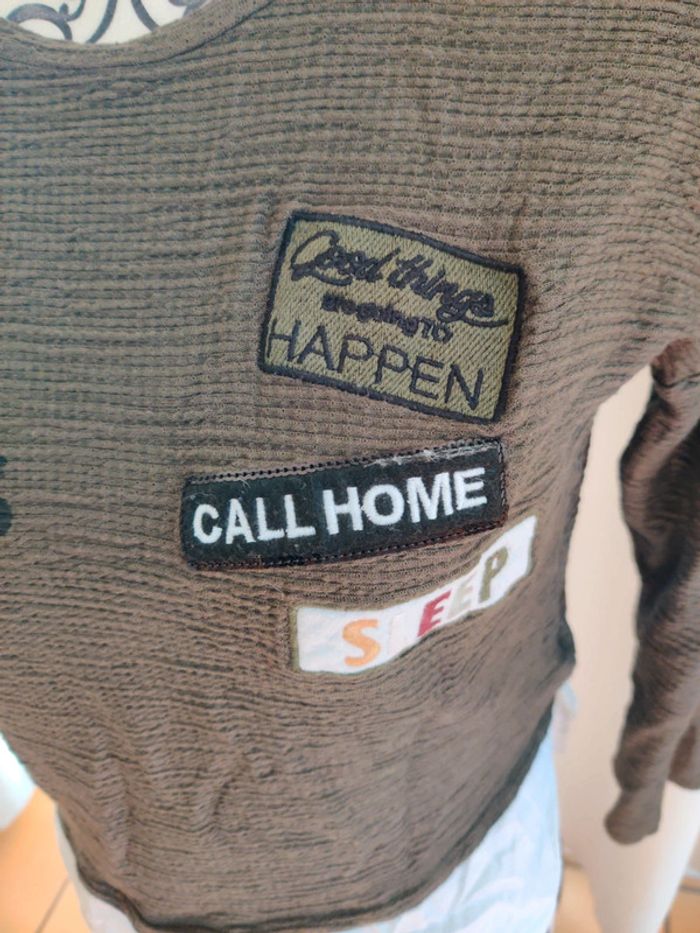 Good things
are going TO
HAPPEN
CALL HOME
SLEEP